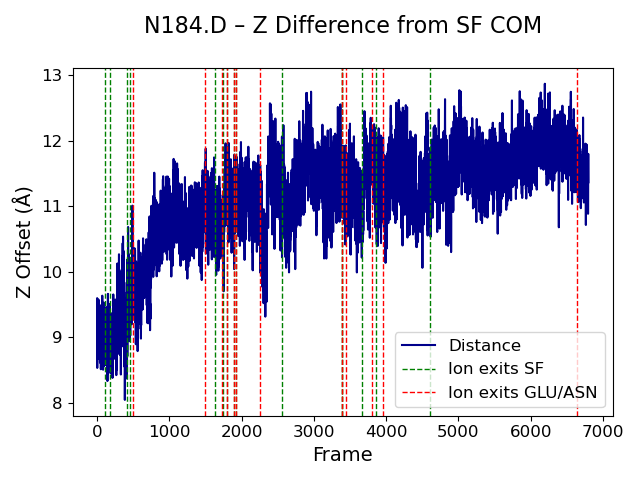 N184.D – Z Difference from SF COM
13
12
11
10
9
8
Z Offset (Å)
Distance
Ion exits SF
Ion exits GLU/ASN
0 1000 2000 3000 4000 5000 6000 7000
Frame